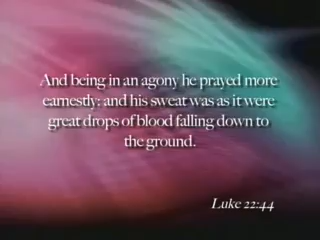 And being in an agony he prayed more
earnestly; and his sweat was as it were
great drops of blood falling down to
the ground.
Luke 22:44